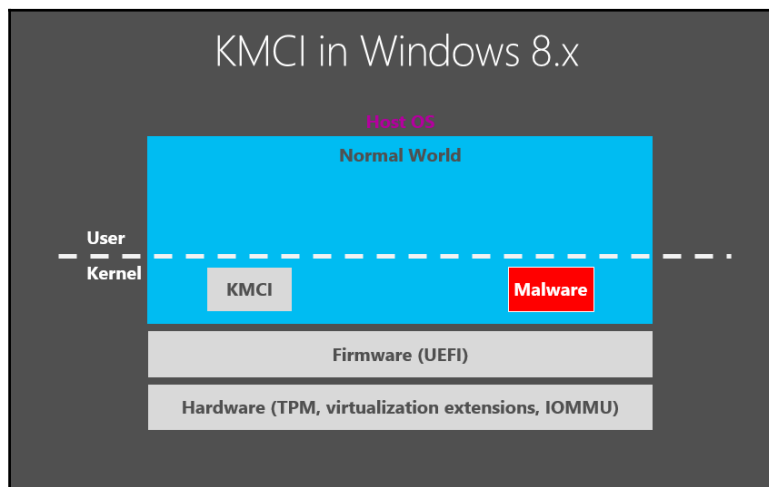 KMCI in Windows 8.x
Host OS
Normal World
User
Kernel
KMCI
Malware
Firmware (UEFI)
Hardware (TPM, virtualization extensions, IOMMU)